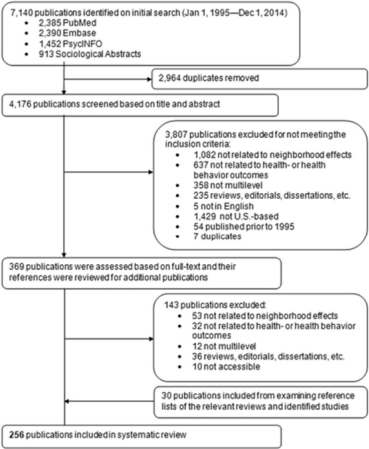 7,140 publications identified on initial search (Jan 1, 1995—Dec 1, 2014)
• 2,385 PubMed
• 2,390 Embase
• 1,452 PsycINFO
• 913 Sociological Abstracts
2,964 duplicates removed
4,176 publications screened based on title and abstract
3,807 publications excluded for not meeting the
inclusion criteria:
• 1,082 not related to neighborhood effects
• 637 not related to health- or health
behavior outcomes
• 358 not multilevel
• 235 reviews, editorials, dissertations, etc.
• 5 not in English
• 1,429 not U.S.-based
• 54 published prior to 1995
• 7 duplicates
369 publications were assessed based on full-text and their
references were reviewed for additional publications
143 publications excluded:
• 53 not related to neighborhood effects
• 32 not related to health- or health behavior
outcomes
• 12 not multilevel
• 36 reviews, editorials, dissertations, etc.
• 10 not accessible
30 publications included from examining reference
lists of the relevant reviews and identified studies
256 publications included in systematic review